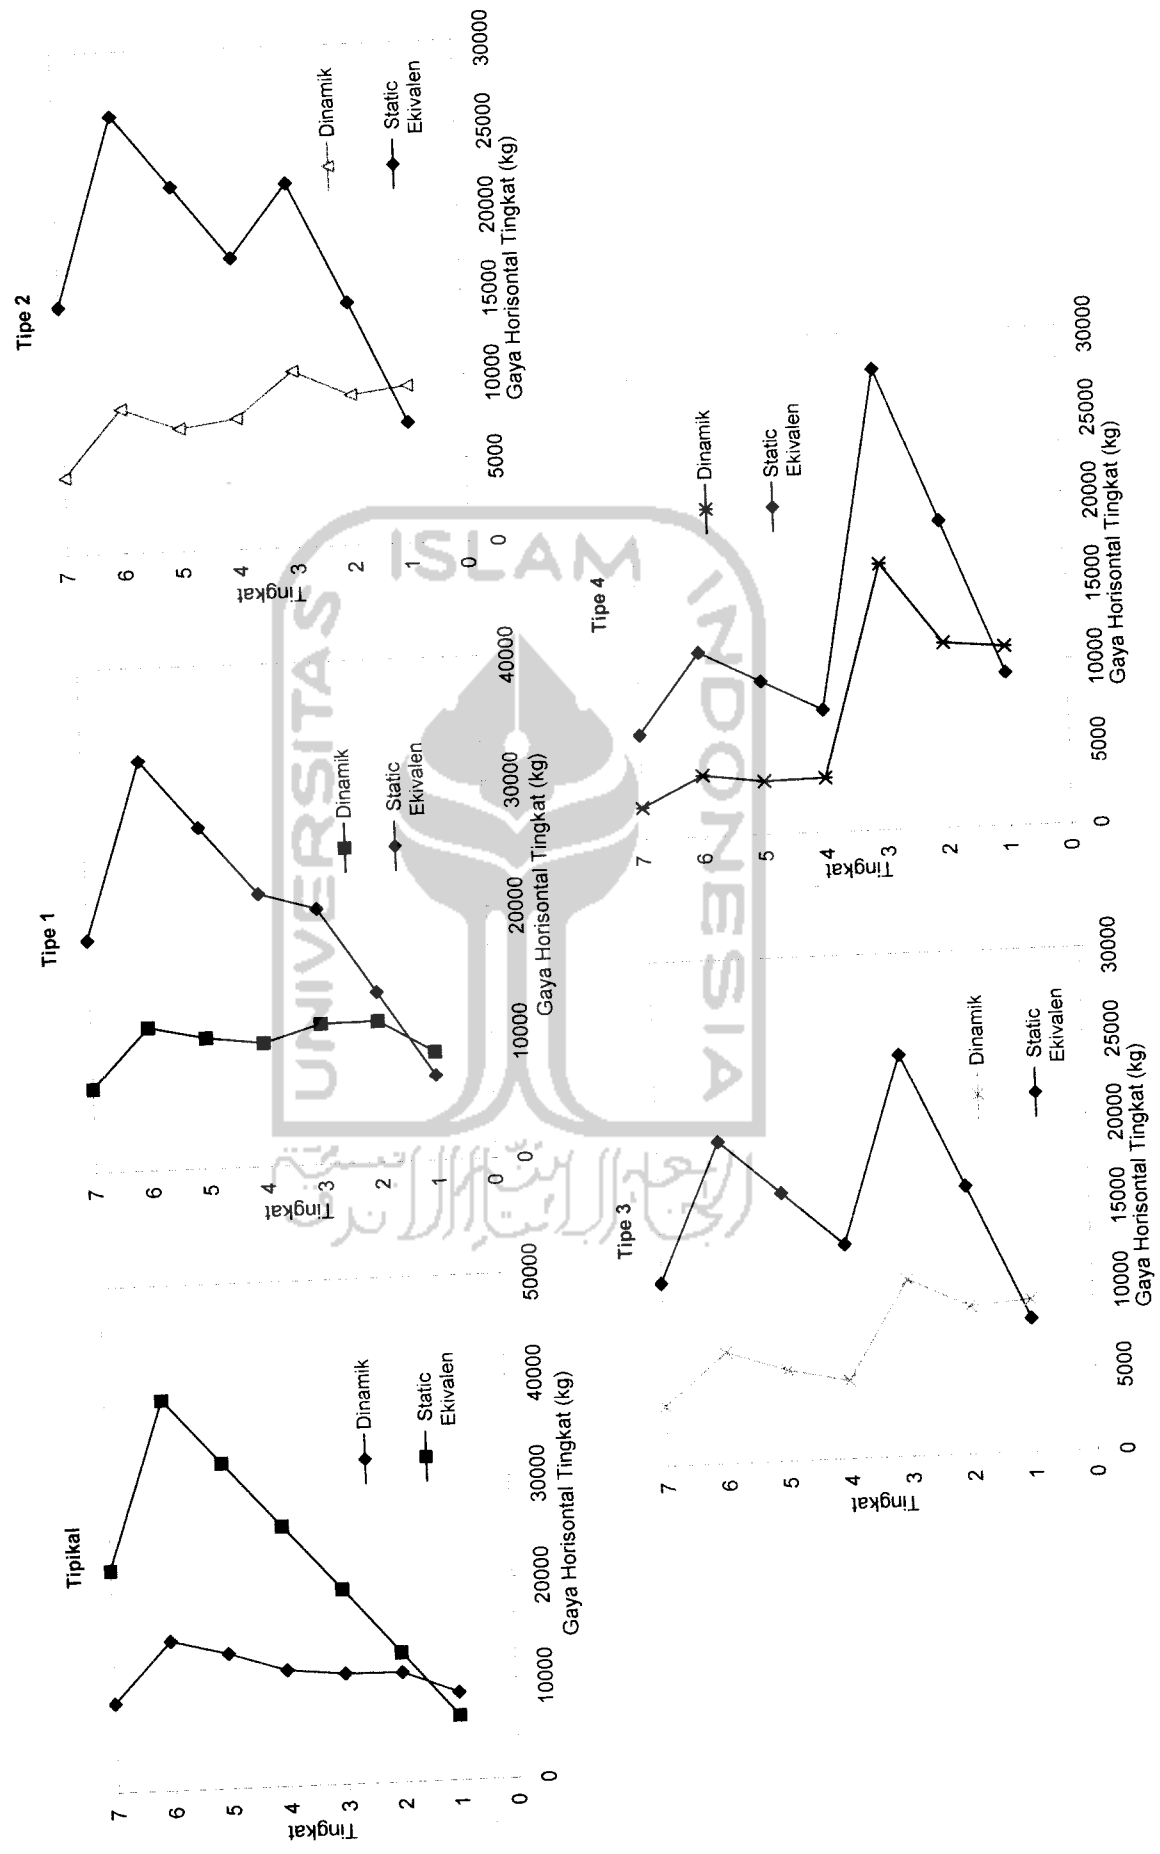 Tipikal
7
6
5
4
3
2
1
0
Tingkat
0
10000
20000
30000
40000
50000
Gaya Horisontal Tingkat (kg)
Dinamik
Static
Ekivalen
Tipe 1
7
6
5
4
3
2
1
0
Tingkat
0
10000
20000
30000
40000
Gaya Horisontal Tingkat (kg)
Dinamik
Static
Ekivalen
Tipe 2
7
6
5
4
3
2
1
0
Tingkat
0
5000
10000
15000
20000
25000
30000
Gaya Horisontal Tingkat (kg)
Dinamik
Static
Ekivalen
Tipe 3
7
6
5
4
3
2
1
0
Tingkat
0
5000
10000
15000
20000
25000
30000
Gaya Horisontal Tingkat (kg)
Dinamik
Static
Ekivalen
Tipe 4
7
6
5
4
3
2
1
0
Tingkat
0
5000
10000
15000
20000
25000
30000
Gaya Horisontal Tingkat (kg)
Dinamik
Static
Ekivalen
UNIVERSITAS
ISLAM
INDONESIA